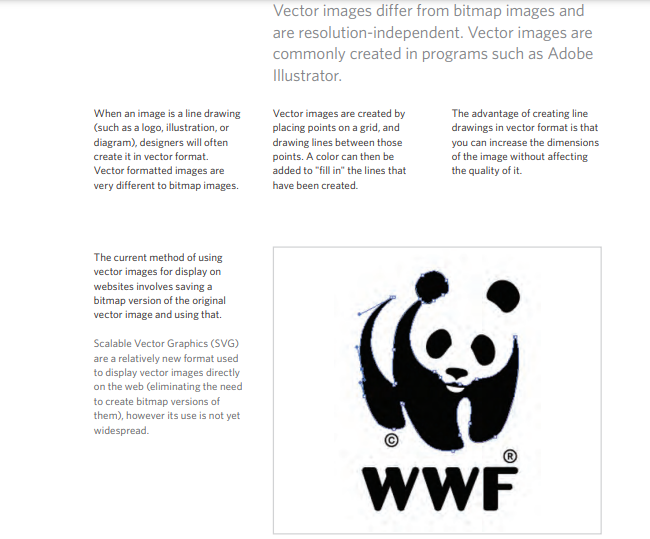 Vector images differ from bitmap images and
are resolution-independent. Vector images are
commonly created in programs such as Adobe
Illustrator.
When an image is a line drawing
(such as a logo, illustration, or
diagram), designers will often
create it in vector format.
Vector formatted images are
very different to bitmap images.
Vector images are created by
placing points on a grid, and
drawing lines between those
points. A color can then be
added to "fill in" the lines that
have been created.
The advantage of creating line
drawings in vector format is that
you can increase the dimensions
of the image without affecting
the quality of it.
The current method of using
vector images for display on
websites involves saving a
bitmap version of the original
vector image and using that.
Scalable Vector Graphics (SVG)
are a relatively new format used
to display vector images directly
on the web (eliminating the need
to create bitmap versions of
them), however its use is not yet
widespread.
©
®
WWF